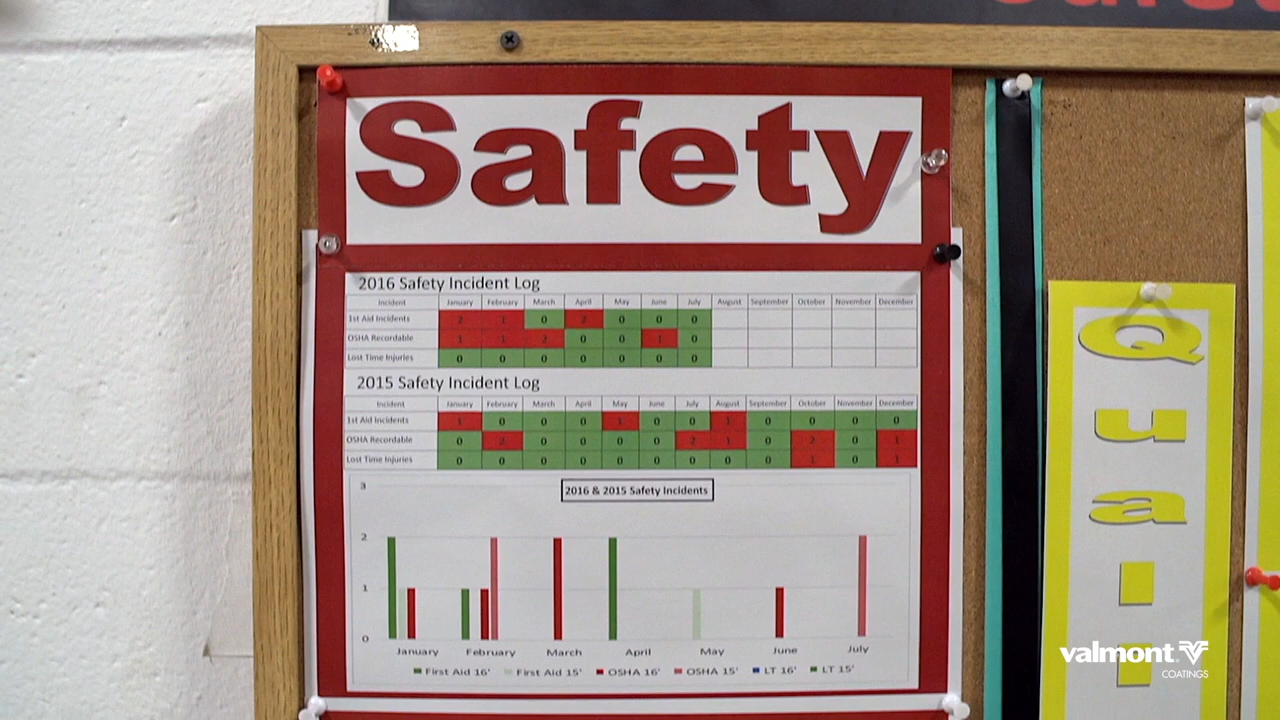 Safety
2016 Safety Incident Log
Incident January February March April May June July August September October November December
1st Aid Incidents 2 1 0 2 0 0 0
OSHA Recordable 1 1 2 0 0 1 0
Lost Time Injuries 0 0 0 0 0 0 0
2015 Safety Incident Log
Incident January February March April May June July August September October November December
1st Aid Incidents 1 0 0 0 1 0 0 1 0 0 0 0
OSHA Recordable 0 2 0 0 0 0 2 1 0 2 0 1
Lost Time Injuries 0 0 0 0 0 0 0 0 0 1 0 1
2016 & 2015 Safety Incidents
3
2
1
0
January February March April May June July
First Aid 16' First Aid 15' OSHA 16' OSHA 15' LT 16' LT 15'
Q
u
a
l
i
valmont
COATINGS